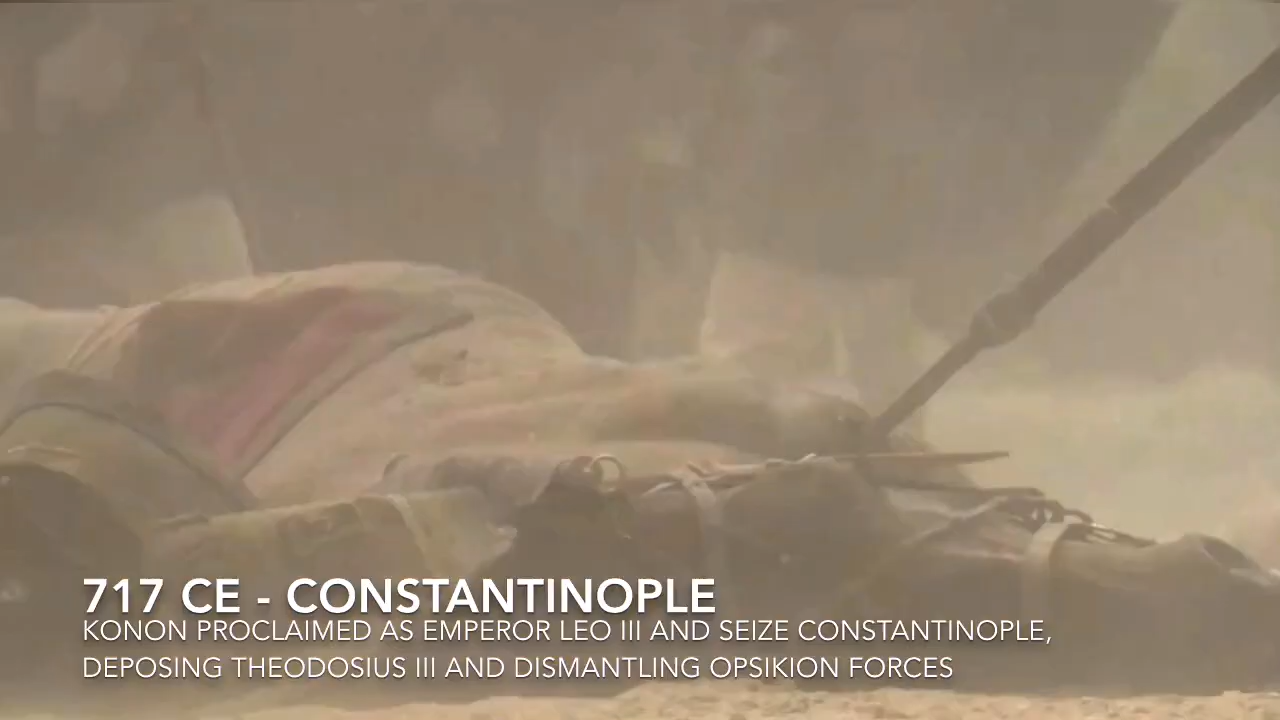 717 CE - CONSTANTINOPLE
KONON PROCLAIMED AS EMPEROR LEO III AND SEIZE CONSTANTINOPLE,
DEPOSING THEODOSIUS III AND DISMANTLING OPSIKION FORCES